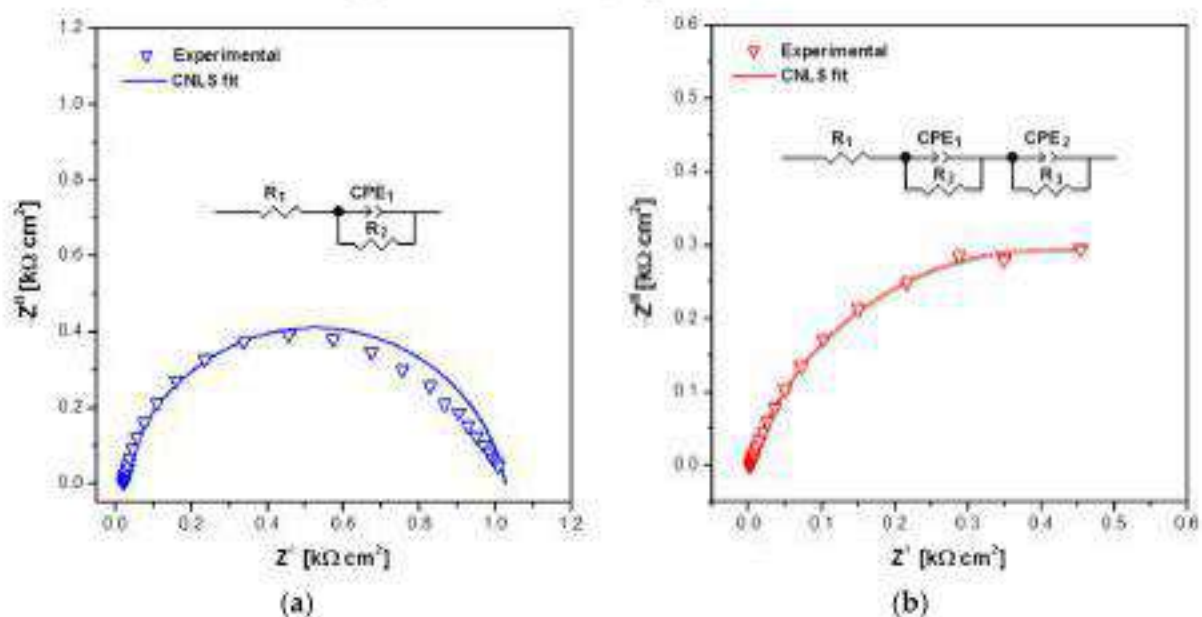 Experimental
CNLS fit
R1 CPE1
R2
-Z'' [kΩ cm²]
1.2
1.0
0.8
0.6
0.4
0.2
0.0
0.0 0.2 0.4 0.6 0.8 1.0 1.2
Z' [kΩ cm²]
(a)
Experimental
CNLS fit
R1 CPE1 CPE2
R2 R3
-Z'' [kΩ cm²]
0.6
0.5
0.4
0.3
0.2
0.1
0.0
0.0 0.1 0.2 0.3 0.4 0.5 0.6
Z' [kΩ cm²]
(b)